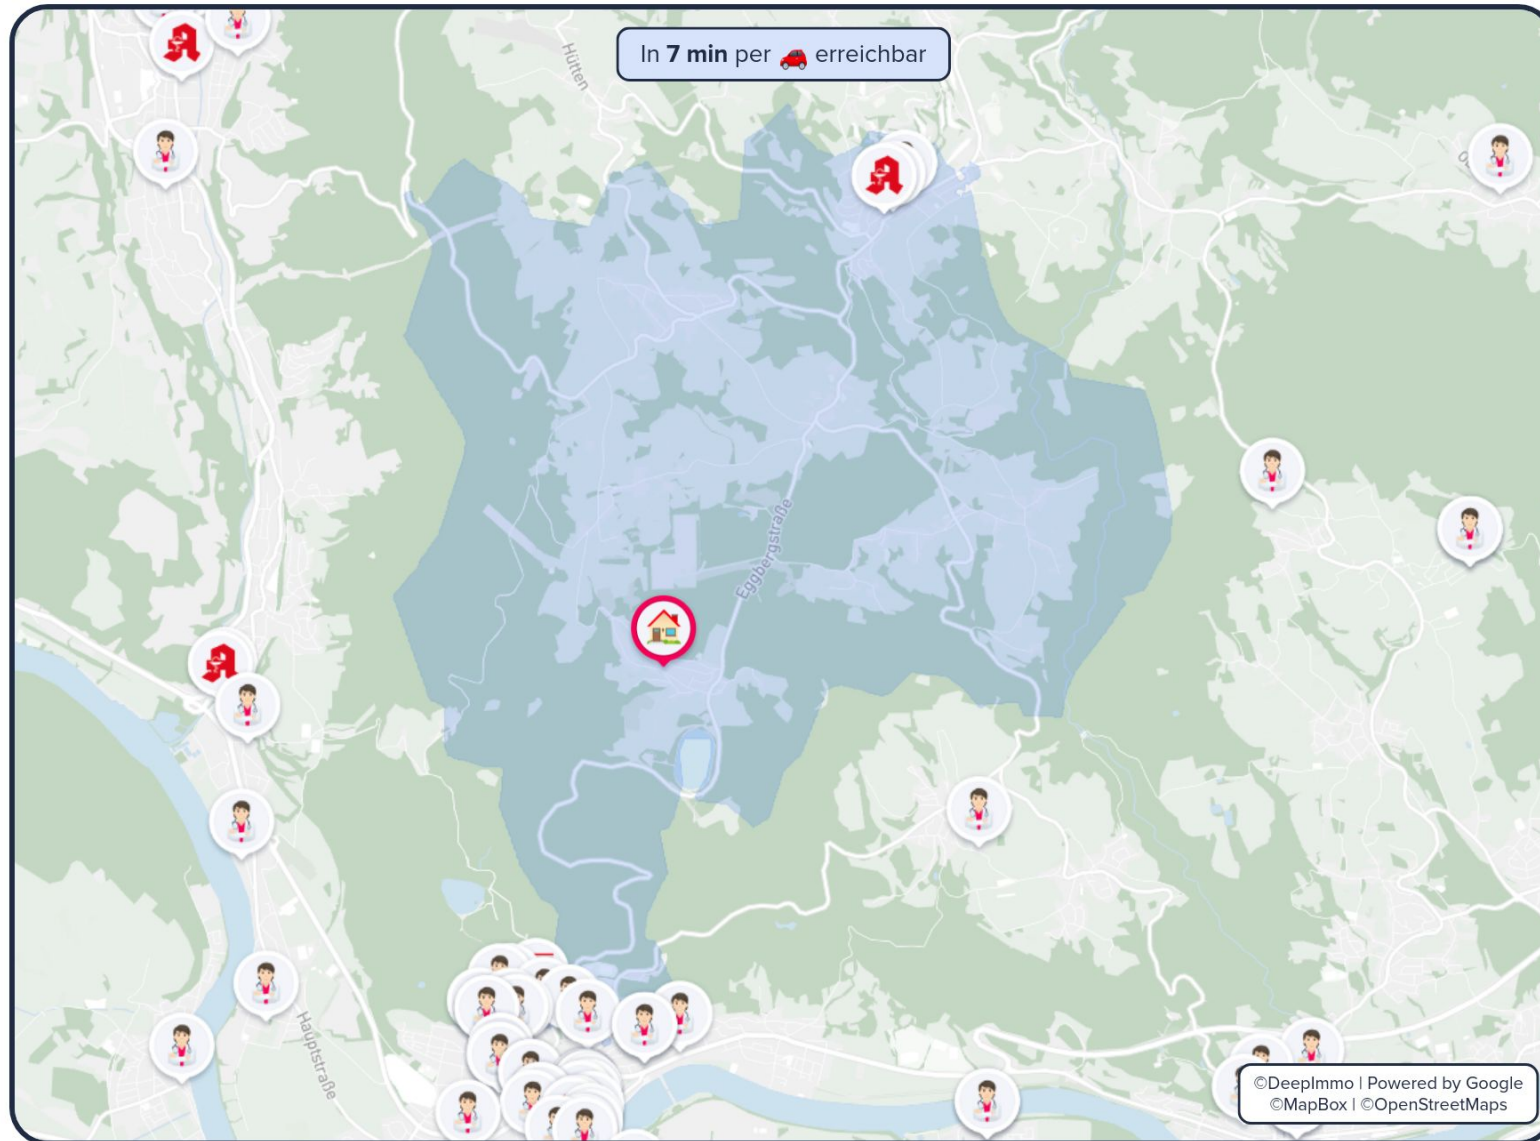 In 7 min per erreichbar
Hütten
Eggbergstraße
Hauptstraße
©DeepImmo | Powered by Google
©MapBox | ©OpenStreetMaps